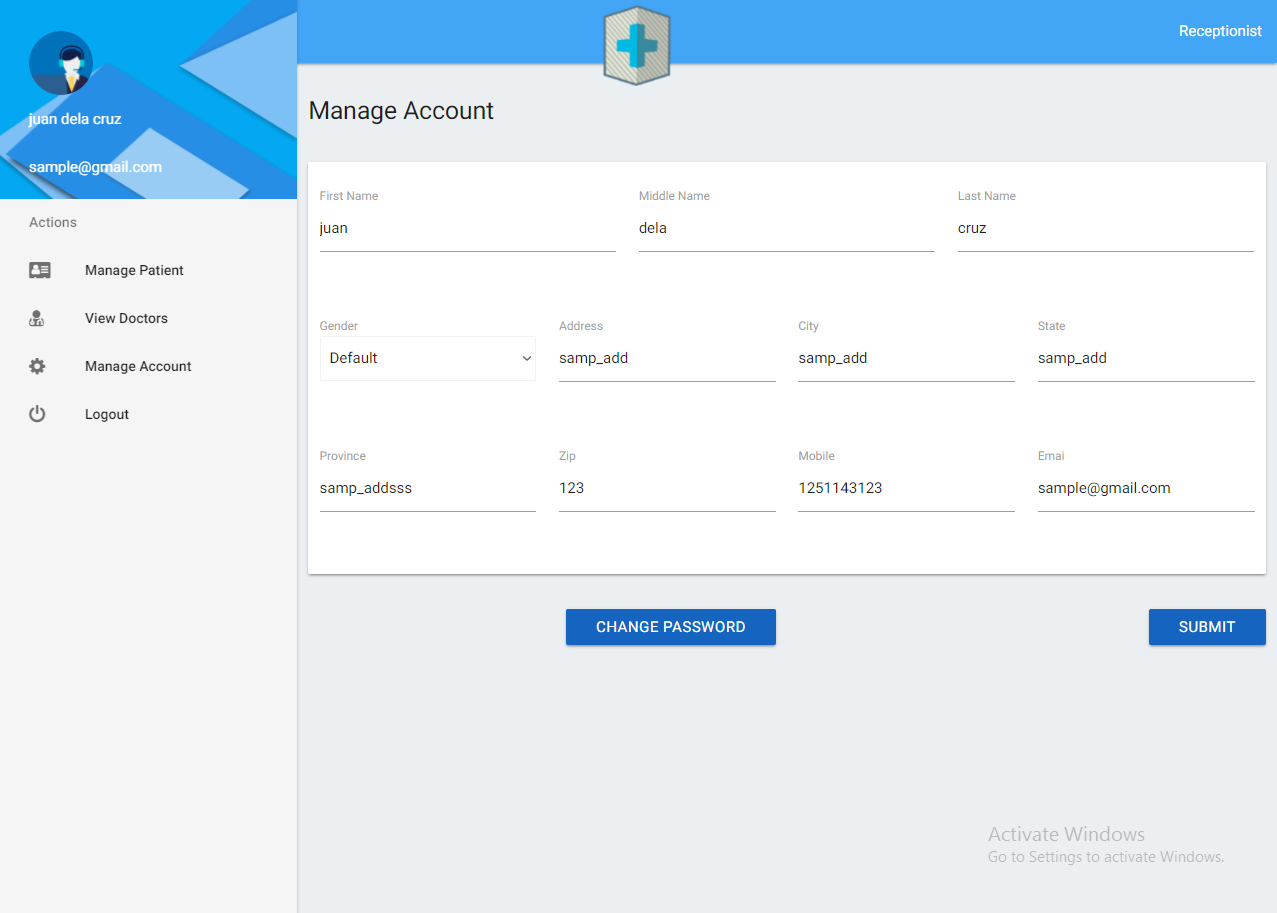 Receptionist
juan dela cruz
sample@gmail.com
Actions
Manage Patient
View Doctors
Manage Account
Logout
Manage Account
First Name Middle Name Last Name
juan dela cruz
Gender Address City State
Default samp_add samp_add samp_add
Province Zip Mobile Emai
samp_addsss 123 1251143123 sample@gmail.com
CHANGE PASSWORD SUBMIT
Activate Windows
Go to Settings to activate Windows.